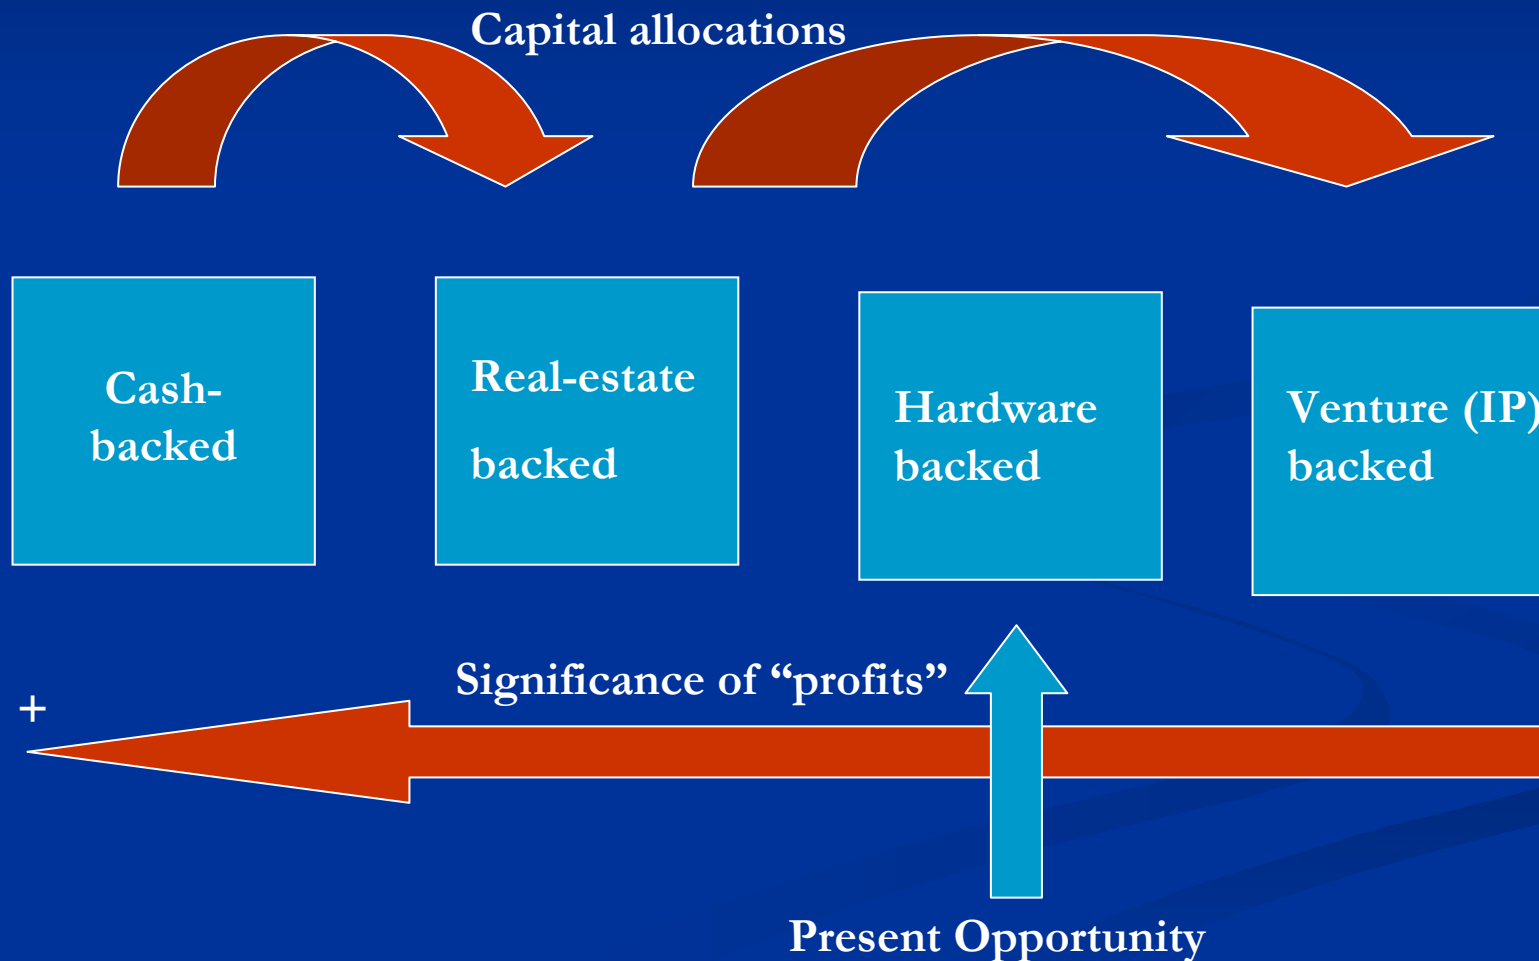 Capital allocations
Cash-
backed
Real-estate
backed
Hardware
backed
Venture (IP)
backed
Significance of “profits”
+
Present Opportunity